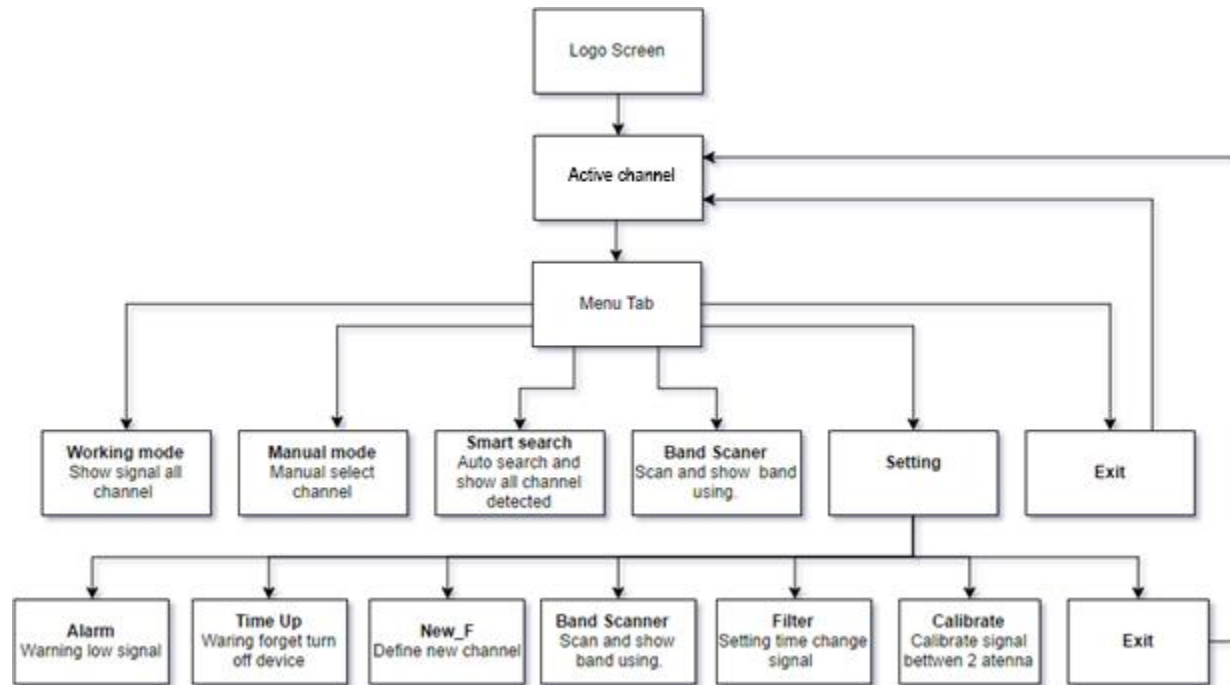 Logo Screen
Active channel
Menu Tab
Working mode
Show signal all
channel
Manual mode
Manual select
channel
Smart search
Auto search and
show all channel
detected
Band Scaner
Scan and show band
using.
Setting
Exit
Alarm
Warning low signal
Time Up
Waring forget turn
off device
New_F
Define new channel
Band Scanner
Scan and show
band using.
Filter
Setting time change
signal
Calibrate
Calibrate signal
bettwen 2 atenna
Exit